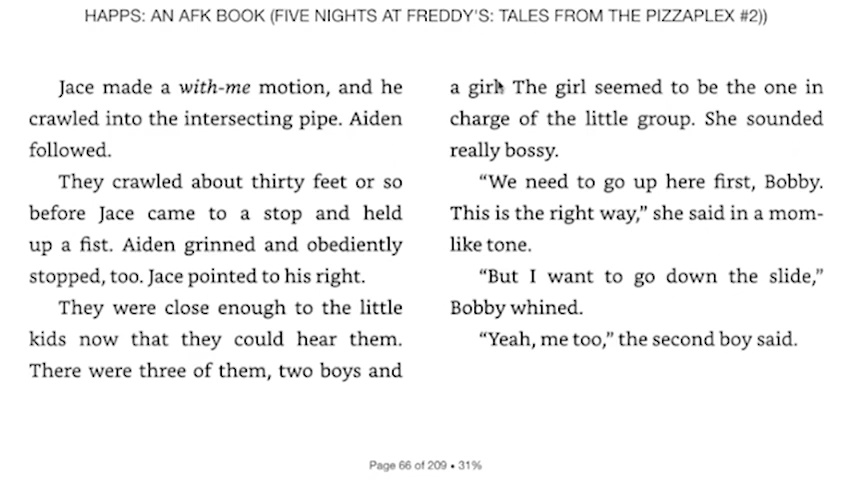 HAPPS: AN AFK BOOK (FIVE NIGHTS AT FREDDY'S: TALES FROM THE PIZZAPLEX #2))
Jace made a with-me motion, and he
crawled into the intersecting pipe. Aiden
followed.
They crawled about thirty feet or so
before Jace came to a stop and held
up a fist. Aiden grinned and obediently
stopped, too. Jace pointed to his right.
They were close enough to the little
kids now that they could hear them.
There were three of them, two boys and
a girl. The girl seemed to be the one in
charge of the little group. She sounded
really bossy.
“We need to go up here first, Bobby.
This is the right way,” she said in a mom-
like tone.
“But I want to go down the slide,”
Bobby whined.
“Yeah, me too,” the second boy said.
Page 66 of 209 • 31%